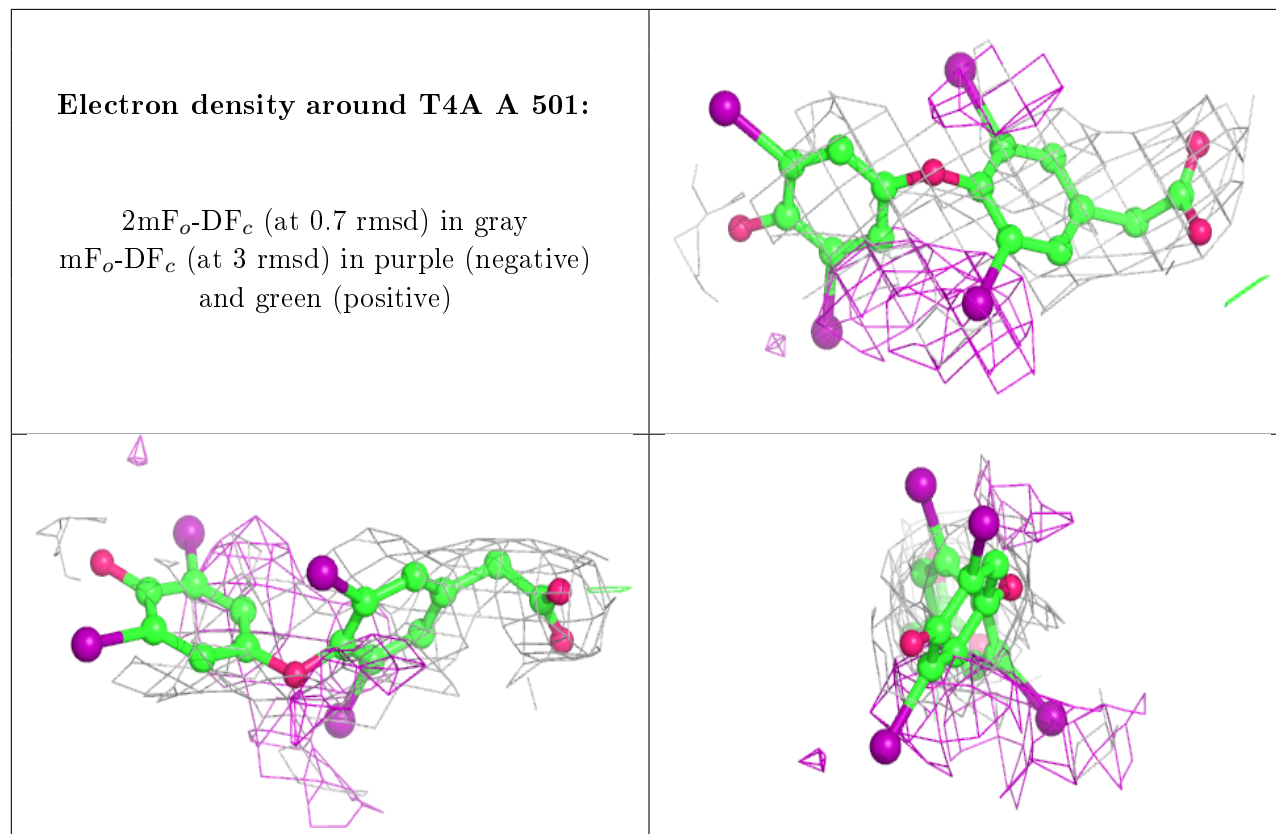 Electron density around T4A A 501:
2mFo-DFc (at 0.7 rmsd) in gray
mFo-DFc (at 3 rmsd) in purple (negative)
and green (positive)